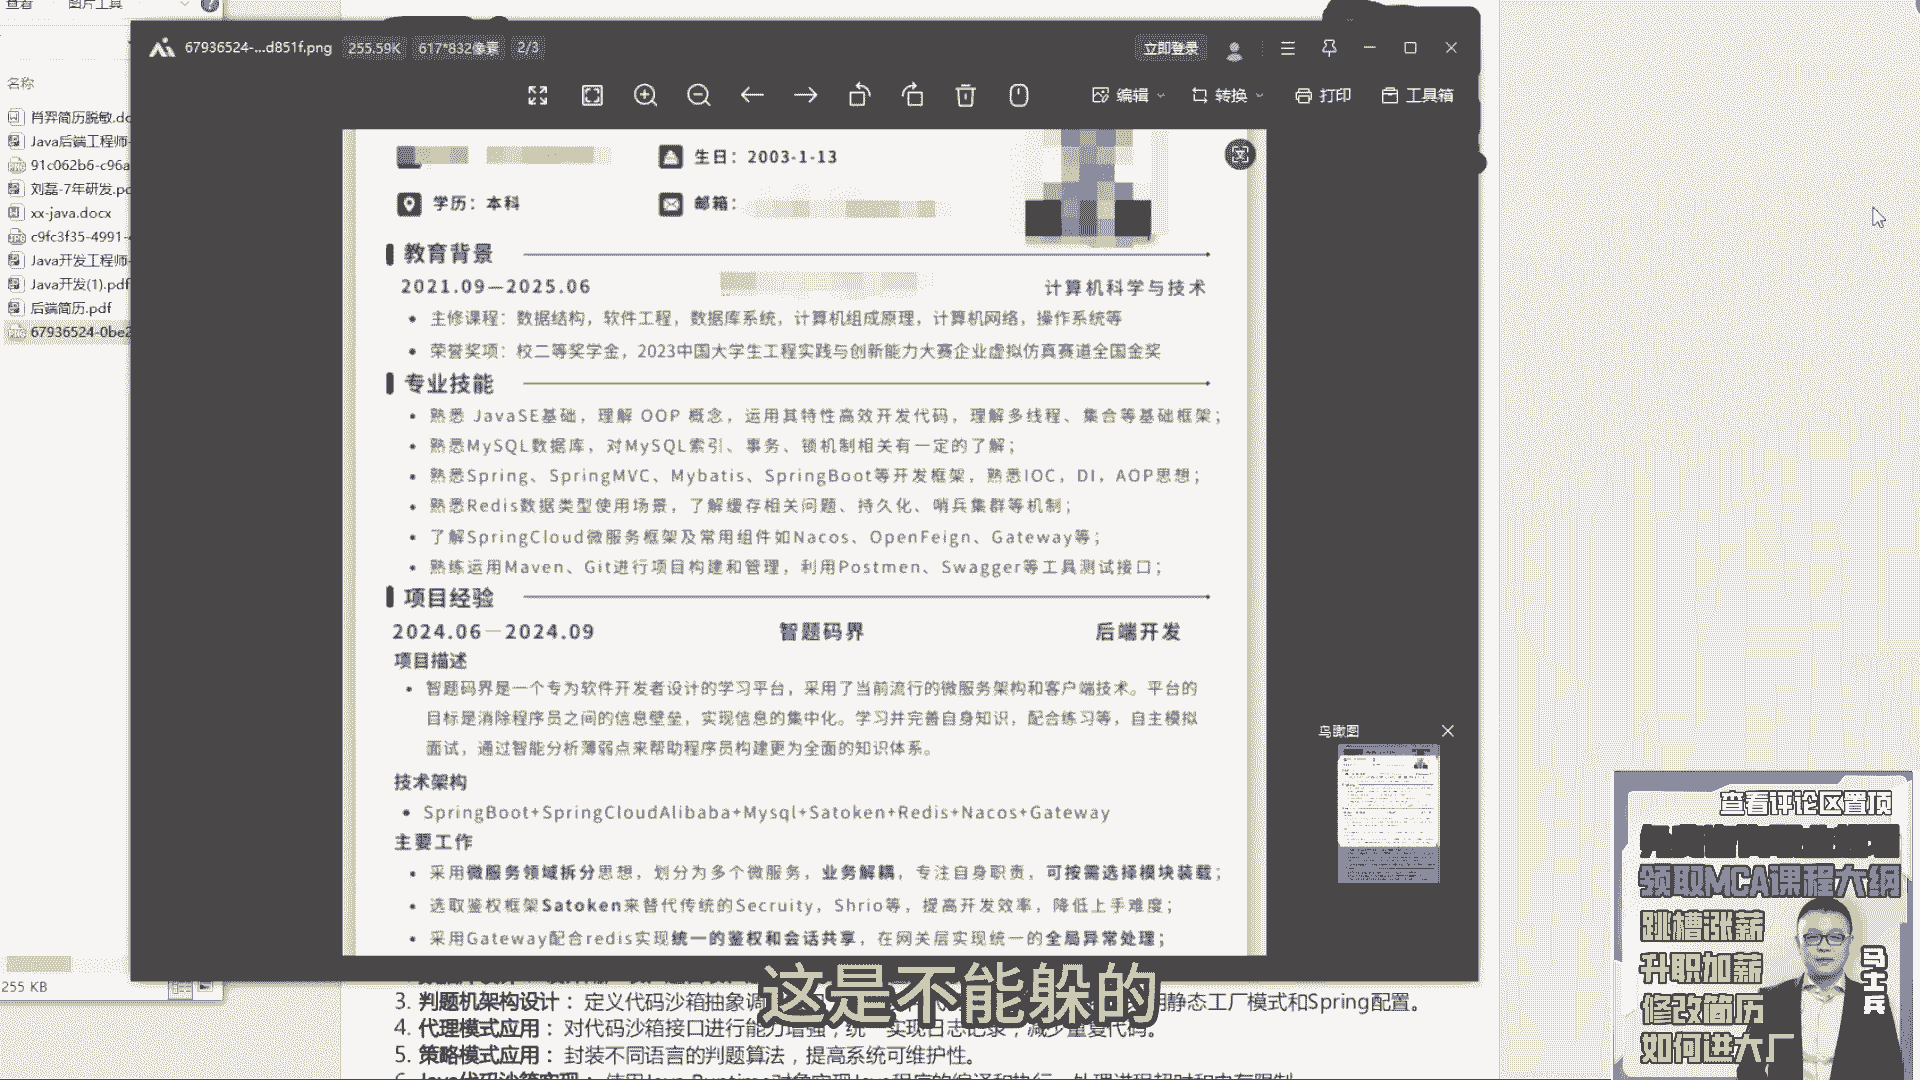 查看
图片工具
名称
肖羿简历脱敏.dc
Java后端工程师-
91c062b6-c96a
刘磊-7年研发.pd
xx-java.docx
c9fc3f35-4991-4
Java开发工程师-
Java开发(1).pdf
后端简历.pdf
67936524-0be2
255 KB
67936524-...d851f.png 255.59K 617*832像素 2/3
立即登录
编辑 转换 打印 工具箱
生日：2003-1-13
学历：本科 邮箱：
教育背景
2021.09—2025.06 计算机科学与技术
• 主修课程：数据结构，软件工程，数据库系统，计算机组成原理，计算机网络，操作系统等
• 荣誉奖项：校二等奖学金，2023中国大学生工程实践与创新能力大赛企业虚拟仿真赛道全国金奖
专业技能
• 熟悉 JavaSE基础，理解 OOP 概念，运用其特性高效开发代码，理解多线程、集合等基础框架；
• 熟悉MySQL数据库，对MySQL索引、事务、锁机制相关有一定的了解；
• 熟悉Spring、SpringMVC、Mybatis、SpringBoot等开发框架，熟悉IOC，DI，AOP思想；
• 熟悉Redis数据类型使用场景，了解缓存相关问题、持久化、哨兵集群等机制；
• 了解SpringCloud微服务框架及常用组件如Nacos、OpenFeign、Gateway等；
• 熟练运用Maven、Git进行项目构建和管理，利用Postmen、Swagger等工具测试接口；
项目经验
2024.06—2024.09 智题码界 后端开发
项目描述
• 智题码界是一个专为软件开发者设计的学习平台，采用了当前流行的微服务架构和客户端技术。平台的
目标是消除程序员之间的信息壁垒，实现信息的集中化。学习并完善自身知识，配合练习等，自主模拟
面试，通过智能分析薄弱点来帮助程序员构建更为全面的知识体系。
技术架构
• SpringBoot+SpringCloudAlibaba+Mysql+Satoken+Redis+Nacos+Gateway
主要工作
• 采用微服务领域拆分思想，划分为多个微服务，业务解耦，专注自身职责，可按需选择模块装载；
• 选取鉴权框架Satoken来替代传统的Secruity，Shrio等，提高开发效率，降低上手难度；
• 采用Gateway配合redis实现统一的鉴权和会话共享，在网关层实现统一的全局异常处理；
鸟瞰图
3. 判题机架构设计：定义代码沙箱抽象调 静态工厂模式和Spring配置。
4. 代理模式应用：对代码沙箱接口进行能力增强，统一实现日志记录，减少重复代码。
5. 策略模式应用：封装不同语言的判题算法，提高系统可维护性。
这是不能躲的
查看评论区置顶
领取MCA课程大纲
跳槽涨薪
升职加薪
修改简历
如何进大厂
马士兵